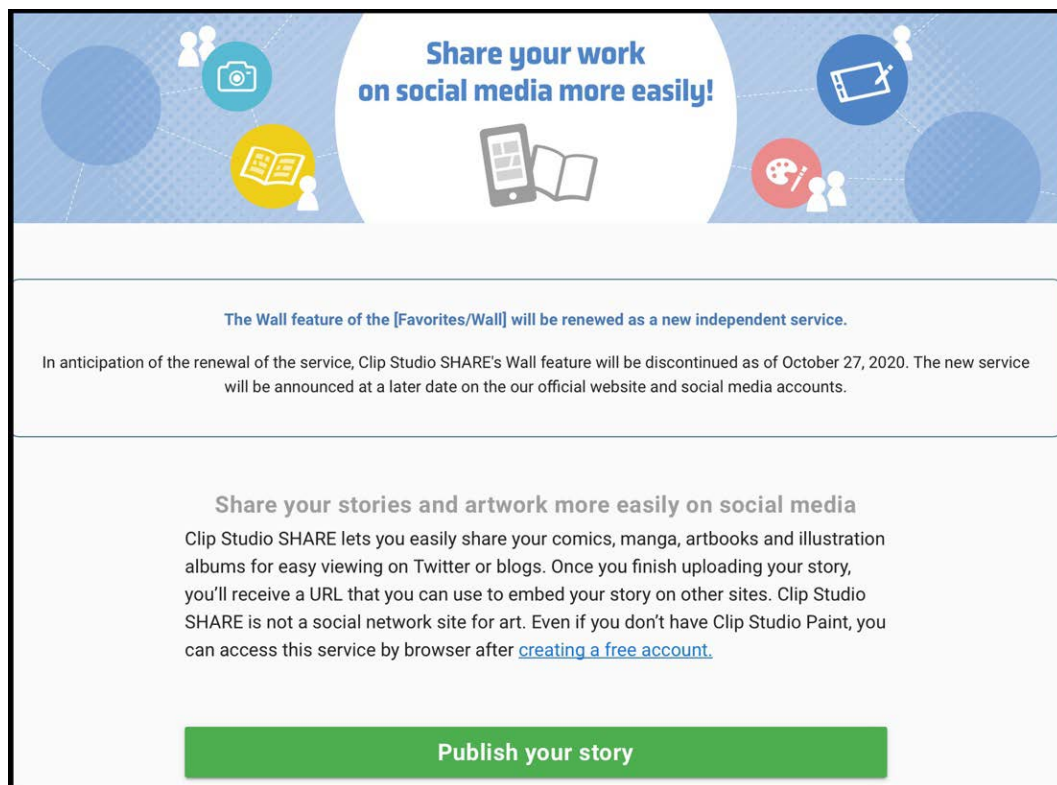 Share your work
on social media more easily!
The Wall feature of the [Favorites/Wall] will be renewed as a new independent service.
In anticipation of the renewal of the service, Clip Studio SHARE's Wall feature will be discontinued as of October 27, 2020. The new service
will be announced at a later date on the our official website and social media accounts.
Share your stories and artwork more easily on social media
Clip Studio SHARE lets you easily share your comics, manga, artbooks and illustration
albums for easy viewing on Twitter or blogs. Once you finish uploading your story,
you'll receive a URL that you can use to embed your story on other sites. Clip Studio
SHARE is not a social network site for art. Even if you don't have Clip Studio Paint, you
can access this service by browser after creating a free account.
Publish your story